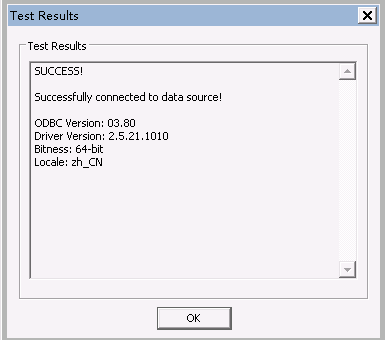 Test Results
Test Results
SUCCESS!
Successfully connected to data source!
ODBC Version: 03.80
Driver Version: 2.5.21.1010
Bitness: 64-bit
Locale: zh_CN
OK